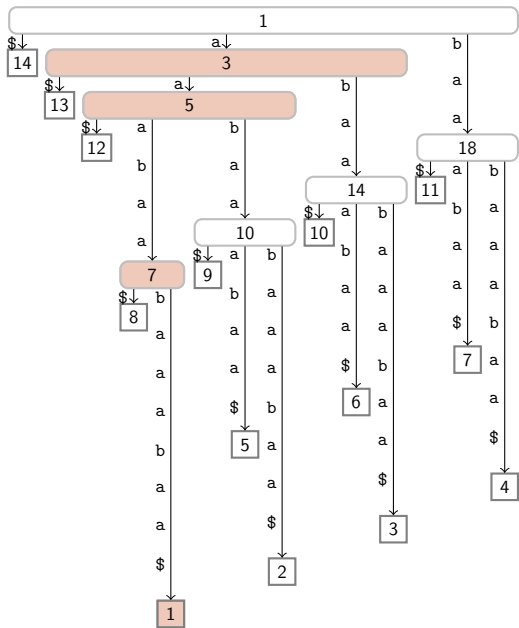 1
$ a b
14 3
$ a b a
13 5
$ a b a a
12 18
b a a $ a b
14 11
a a $ a b b a
10 10
a b a a a
$ a b
7 9
b a a a a a
$ b
8 a a $ b
a a a
7
$ b a
a a a
6 a a
a $ b
5 a a $
b
a a $ 4
a $ 3
$ 2
1